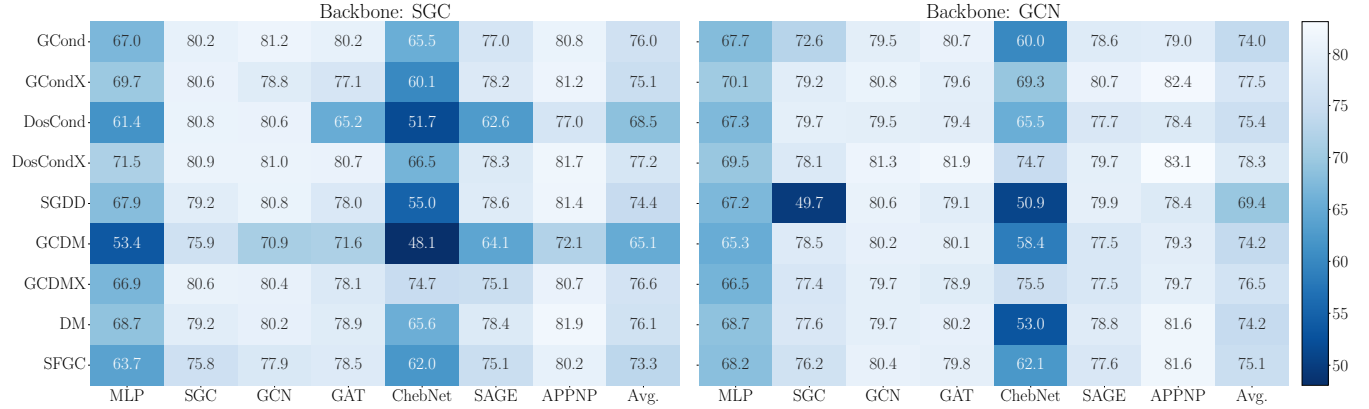 Backbone: SGC Backbone: GCN
GCond 67.0 80.2 81.2 80.2 65.5 77.0 80.8 76.0 67.7 72.6 79.5 80.7 60.0 78.6 79.0 74.0
GCondX 69.7 80.6 78.8 77.1 60.1 78.2 81.2 75.1 70.1 79.2 80.8 79.6 69.3 80.7 82.4 77.5
DosCond 61.4 80.8 80.6 65.2 51.7 62.6 77.0 68.5 67.3 79.7 79.5 79.4 65.5 77.7 78.4 75.4
DosCondX 71.5 80.9 81.0 80.7 66.5 78.3 81.7 77.2 69.5 78.1 81.3 81.9 74.7 79.7 83.1 78.3
SGDD 67.9 79.2 80.8 78.0 55.0 78.6 81.4 74.4 67.2 49.7 80.6 79.1 50.9 79.9 78.4 69.4
GCDM 53.4 75.9 70.9 71.6 48.1 64.1 72.1 65.1 65.3 78.5 80.2 80.1 58.4 77.5 79.3 74.2
GCDMX 66.9 80.6 80.4 78.1 74.7 75.1 80.7 76.6 66.5 77.4 79.7 78.9 75.5 77.5 79.7 76.5
DM 68.7 79.2 80.2 78.9 65.6 78.4 81.9 76.1 68.7 77.6 79.7 80.2 53.0 78.8 81.6 74.2
SFGC 63.7 75.8 77.9 78.5 62.0 75.1 80.2 73.3 68.2 76.2 80.4 79.8 62.1 77.6 81.6 75.1
MLP SGC GCN GAT ChebNet SAGE APPNP Avg. MLP SGC GCN GAT ChebNet SAGE APPNP Avg.
80
75
70
65
60
55
50